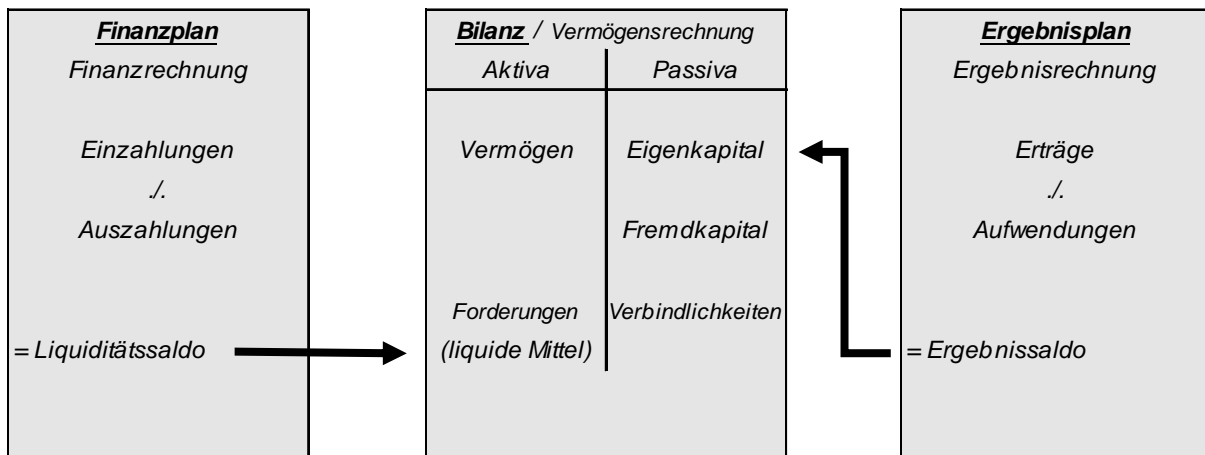 Finanzplan
Finanzrechnung
Einzahlungen
./.
Auszahlungen
= Liquiditätssaldo
Bilanz / Vermögensrechnung
Aktiva Passiva
Vermögen Eigenkapital
Fremdkapital
Forderungen Verbindlichkeiten
(liquide Mittel)
Ergebnisplan
Ergebnisrechnung
Erträge
./.
Aufwendungen
= Ergebnissaldo